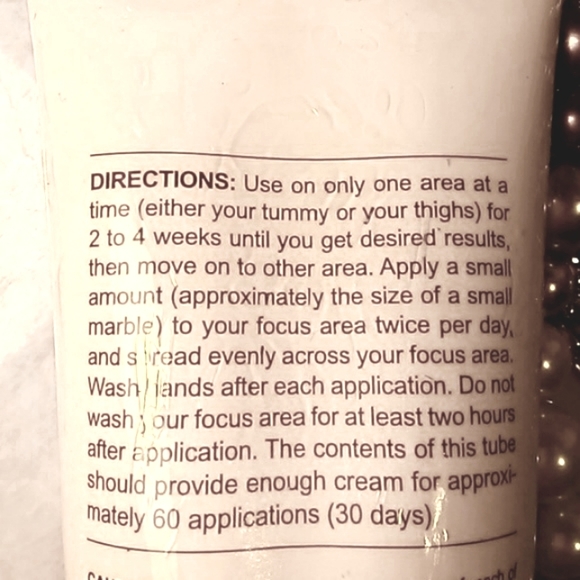 DIRECTIONS: Use on only one area at a
time (either your tummy or your thighs) for
2 to 4 weeks until you get desired results,
then move on to other area. Apply a small
amount (approximately the size of a small
marble) to your focus area twice per day,
and spread evenly across your focus area.
Wash hands after each application. Do not
wash your focus area for at least two hours
after application. The contents of this tube
should provide enough cream for approxi-
mately 60 applications (30 days)